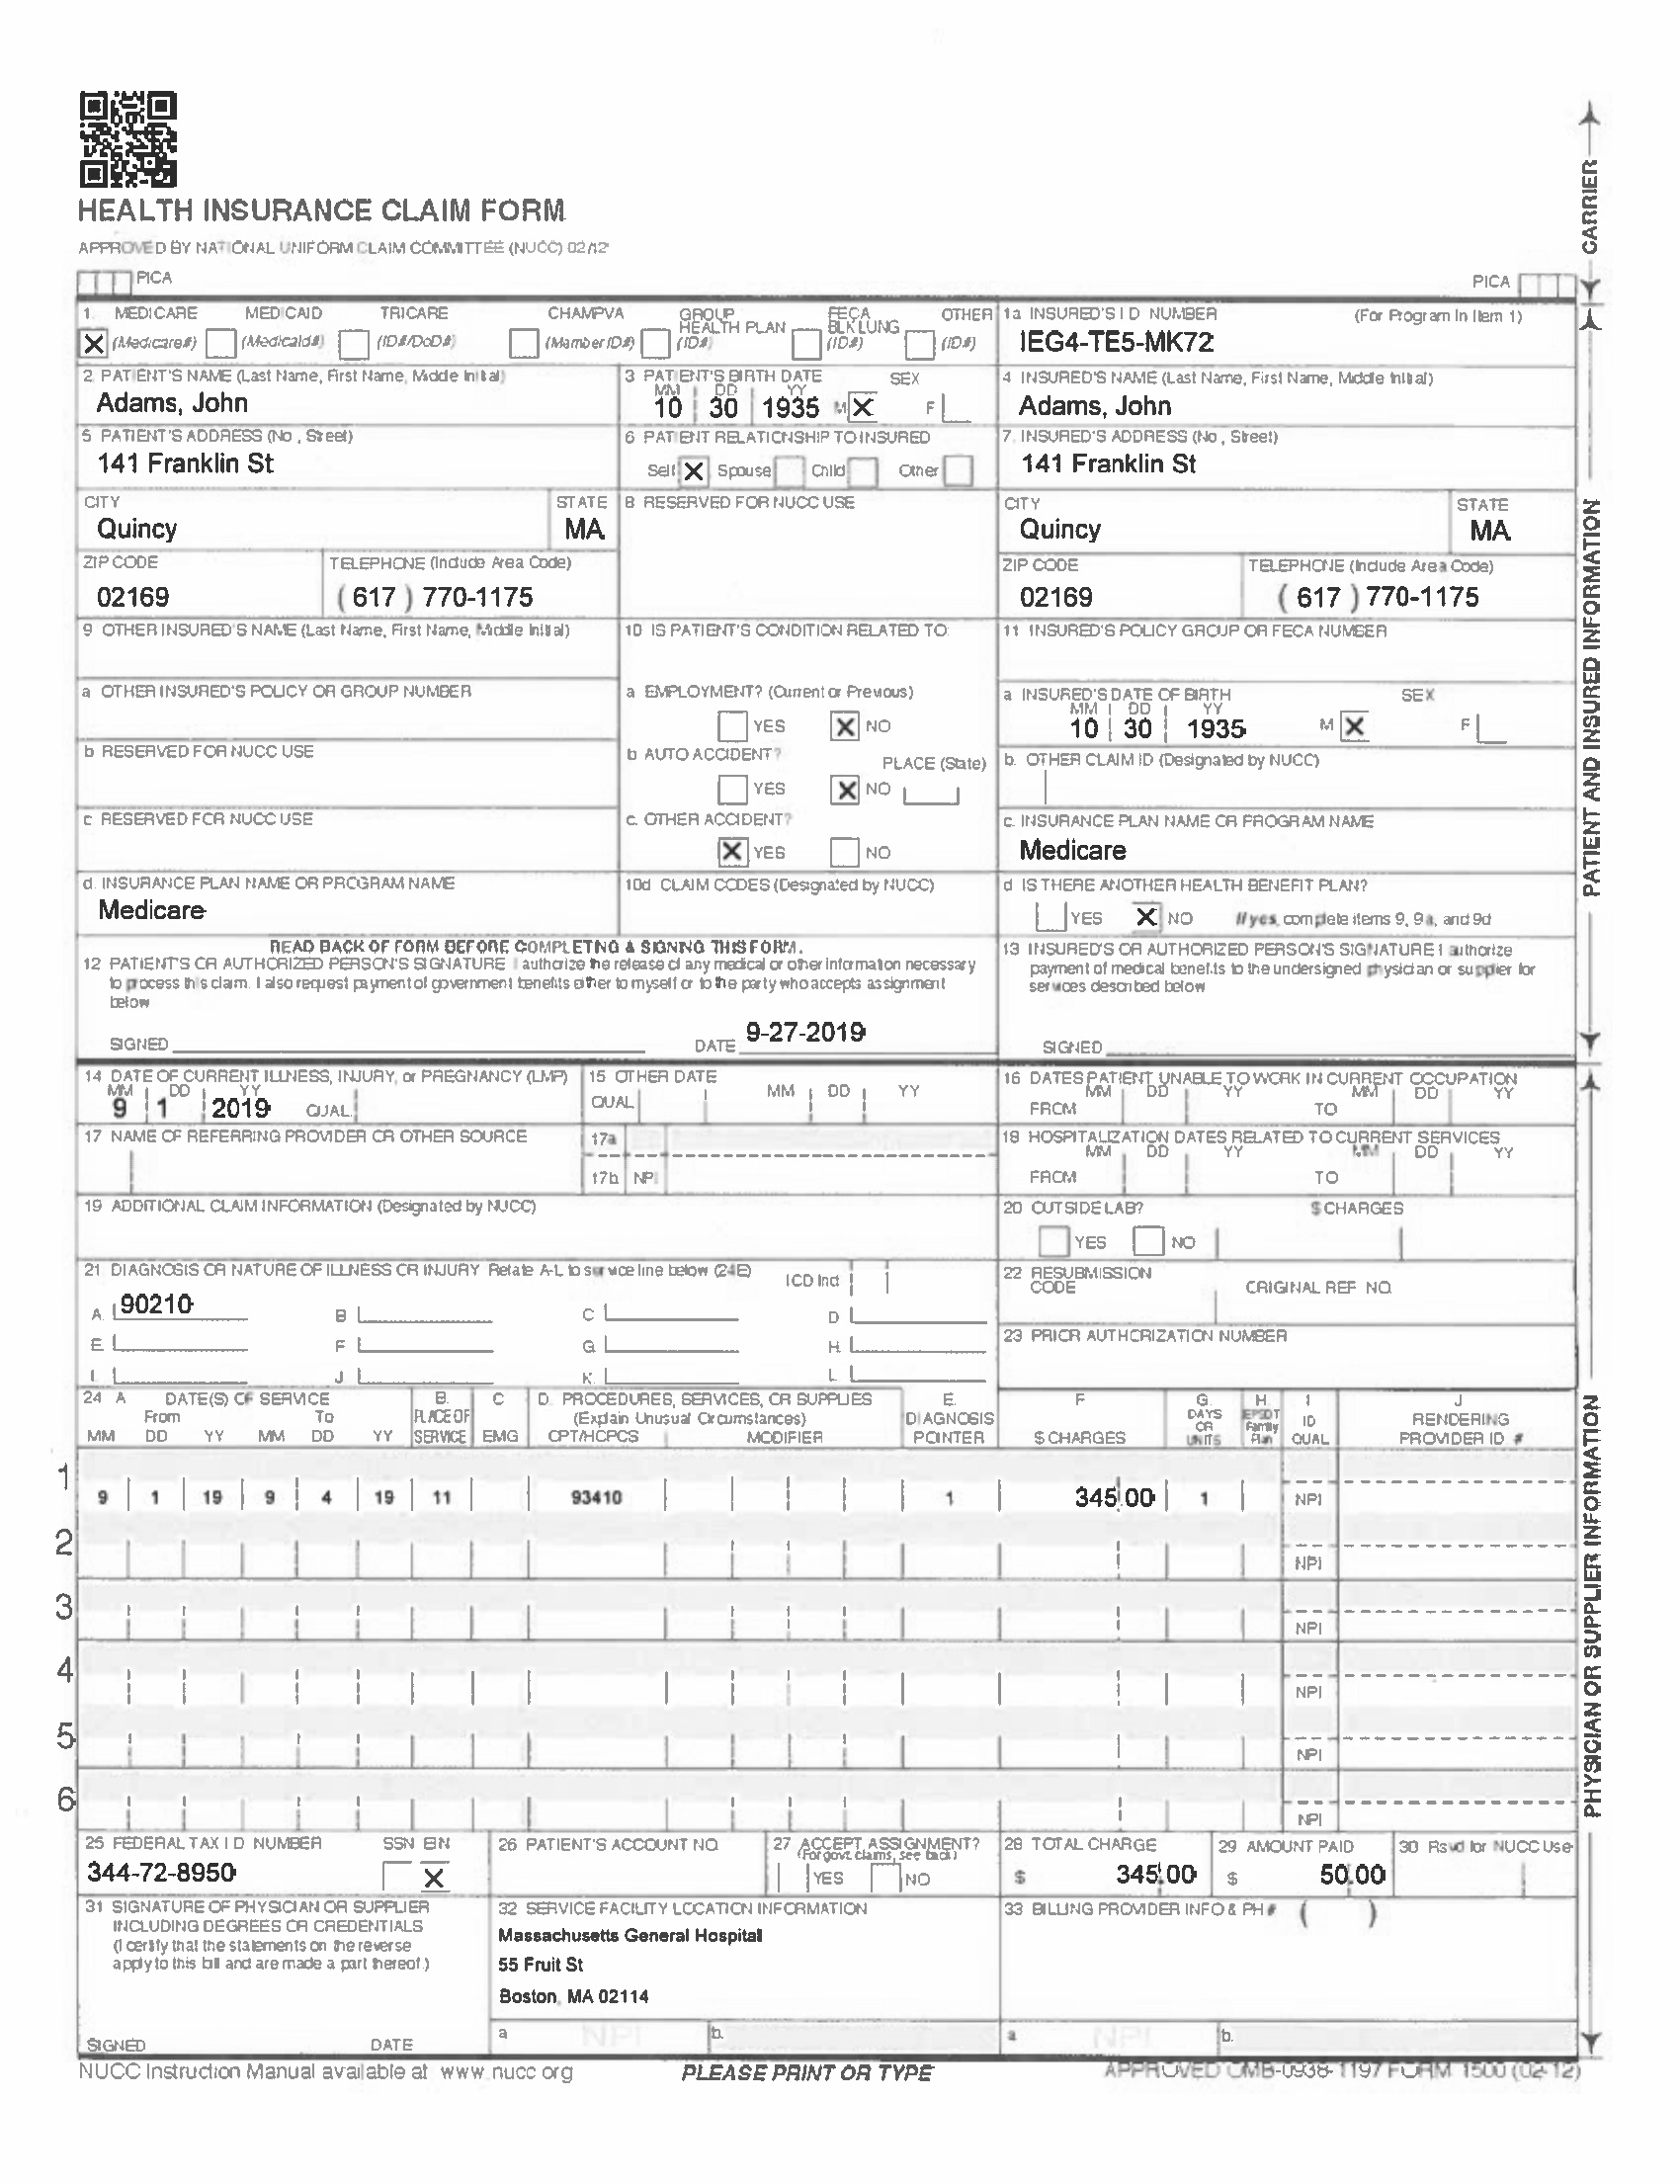 HEALTH INSURANCE CLAIM FORM
APPROVED BY NATIONAL UNIFORM CLAIM COMMITTEE (NUCC) 02/12
PICA PICA
CARRIER
1. MEDICARE MEDICAID TRICARE CHAMPVA GROUP HEALTH PLAN FECA BLK LUNG OTHER
X (Medicare#) (Medicaid#) (ID#/DoD#) (Member ID#) (ID#) (ID#) (ID#)
1a INSURED'S I D NUMBER (For Program in Item 1)
IEG4-TE5-MK72
2. PATIENT'S NAME (Last Name, First Name, Middle Initial)
Adams, John
3 PATIENT'S BIRTH DATE SEX
MM DD YY
10 30 1935 M X F
4 INSURED'S NAME (Last Name, First Name, Middle Initial)
Adams, John
5 PATIENT'S ADDRESS (No., Street)
141 Franklin St
6 PATIENT RELATIONSHIP TO INSURED
Self X Spouse Child Other
7. INSURED'S ADDRESS (No., Street)
141 Franklin St
CITY STATE
Quincy MA
8 RESERVED FOR NUCC USE
CITY STATE
Quincy MA
ZIP CODE TELEPHONE (Include Area Code)
02169 ( 617 ) 770-1175
ZIP CODE TELEPHONE (Include Area Code)
02169 ( 617 ) 770-1175
9 OTHER INSURED'S NAME (Last Name, First Name, Middle Initial)
10 IS PATIENT'S CONDITION RELATED TO:
11 INSURED'S POLICY GROUP OR FECA NUMBER
a OTHER INSURED'S POLICY OR GROUP NUMBER
a EMPLOYMENT? (Current or Previous)
YES X NO
a INSURED'S DATE OF BIRTH SEX
MM DD YY
10 30 1935 M X F
b RESERVED FOR NUCC USE
b AUTO ACCIDENT? PLACE (State)
YES X NO
b. OTHER CLAIM ID (Designated by NUCC)
c RESERVED FOR NUCC USE
c. OTHER ACCIDENT?
X YES NO
c. INSURANCE PLAN NAME OR PROGRAM NAME
Medicare
d. INSURANCE PLAN NAME OR PROGRAM NAME
Medicare
10d CLAIM CODES (Designated by NUCC)
d IS THERE ANOTHER HEALTH BENEFIT PLAN?
YES X NO If yes, complete items 9, 9a, and 9d
READ BACK OF FORM BEFORE COMPLETING & SIGNING THIS FORM.
12 PATIENT'S OR AUTHORIZED PERSON'S SIGNATURE I authorize the release of any medical or other information necessary
to process this claim. I also request payment of government benefits either to myself or to the party who accepts assignment
below
SIGNED DATE 9-27-2019
13 INSURED'S OR AUTHORIZED PERSON'S SIGNATURE I authorize
payment of medical benefits to the undersigned physician or supplier for
services described below
SIGNED
PATIENT AND INSURED INFORMATION
14 DATE OF CURRENT ILLNESS, INJURY, or PREGNANCY (LMP)
MM DD YY
9 1 2019 QUAL.
15 OTHER DATE
QUAL MM DD YY
16 DATES PATIENT UNABLE TO WORK IN CURRENT OCCUPATION
MM DD YY MM DD YY
FROM TO
17 NAME OF REFERRING PROVIDER OR OTHER SOURCE
17a
17b NPI
18 HOSPITALIZATION DATES RELATED TO CURRENT SERVICES
MM DD YY MM DD YY
FROM TO
19 ADDITIONAL CLAIM INFORMATION (Designated by NUCC)
20 OUTSIDE LAB? $ CHARGES
YES NO
21 DIAGNOSIS OR NATURE OF ILLNESS OR INJURY Relate A-L to service line below (24E) ICD Ind
A. 90210 B C D
E F G H
I. J K. L.
22 RESUBMISSION
CODE ORIGINAL REF NO.
23 PRIOR AUTHORIZATION NUMBER
24 A DATE(S) OF SERVICE B. C D. PROCEDURES, SERVICES, OR SUPPLIES E. F G. H. I J
From To PLACE OF (Explain Unusual Circumstances) DIAGNOSIS DAYS OR EPSDT Family ID RENDERING
MM DD YY MM DD YY SERVICE EMG CPT/HCPCS MODIFIER POINTER $ CHARGES UNITS Plan QUAL PROVIDER ID #
1 9 1 19 9 4 19 11 93410 1 345 00 1 NPI
2 NPI
3 NPI
4 NPI
5 NPI
6 NPI
25 FEDERAL TAX I D NUMBER SSN EIN
344-72-8950 X
26 PATIENT'S ACCOUNT NO.
27 ACCEPT ASSIGNMENT?
(For govt. claims, see back)
YES NO
28 TOTAL CHARGE
$ 345 00
29 AMOUNT PAID
$ 50.00
30 Rsvd for NUCC Use
31 SIGNATURE OF PHYSICIAN OR SUPPLIER
INCLUDING DEGREES OR CREDENTIALS
(I certify that the statements on the reverse
apply to this bill and are made a part thereof.)
SIGNED DATE
32 SERVICE FACILITY LOCATION INFORMATION
Massachusetts General Hospital
55 Fruit St
Boston, MA 02114
a NPI b.
33 BILLING PROVIDER INFO & PH # ( )
a NPI b.
PHYSICIAN OR SUPPLIER INFORMATION
NUCC Instruction Manual available at www nucc org
PLEASE PRINT OR TYPE
APPROVED OMB-0938-1197 FORM 1500 (02-12)